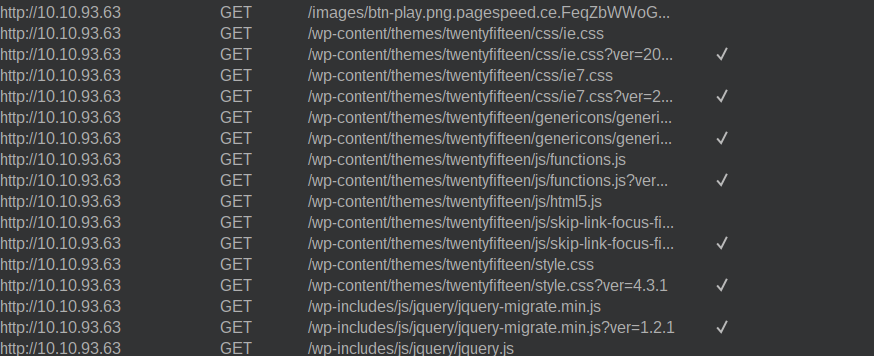 http://10.10.93.63 GET /images/btn-play.png.pagespeed.ce.FeqZbWWoG...
http://10.10.93.63 GET /wp-content/themes/twentyfifteen/css/ie.css
http://10.10.93.63 GET /wp-content/themes/twentyfifteen/css/ie.css?ver=20... ✓
http://10.10.93.63 GET /wp-content/themes/twentyfifteen/css/ie7.css
http://10.10.93.63 GET /wp-content/themes/twentyfifteen/css/ie7.css?ver=2... ✓
http://10.10.93.63 GET /wp-content/themes/twentyfifteen/genericons/generi...
http://10.10.93.63 GET /wp-content/themes/twentyfifteen/genericons/generi... ✓
http://10.10.93.63 GET /wp-content/themes/twentyfifteen/js/functions.js
http://10.10.93.63 GET /wp-content/themes/twentyfifteen/js/functions.js?ver... ✓
http://10.10.93.63 GET /wp-content/themes/twentyfifteen/js/html5.js
http://10.10.93.63 GET /wp-content/themes/twentyfifteen/js/skip-link-focus-fi...
http://10.10.93.63 GET /wp-content/themes/twentyfifteen/js/skip-link-focus-fi... ✓
http://10.10.93.63 GET /wp-content/themes/twentyfifteen/style.css
http://10.10.93.63 GET /wp-content/themes/twentyfifteen/style.css?ver=4.3.1 ✓
http://10.10.93.63 GET /wp-includes/js/jquery/jquery-migrate.min.js
http://10.10.93.63 GET /wp-includes/js/jquery/jquery-migrate.min.js?ver=1.2.1 ✓
http://10.10.93.63 GET /wp-includes/js/jquery/jquery.js